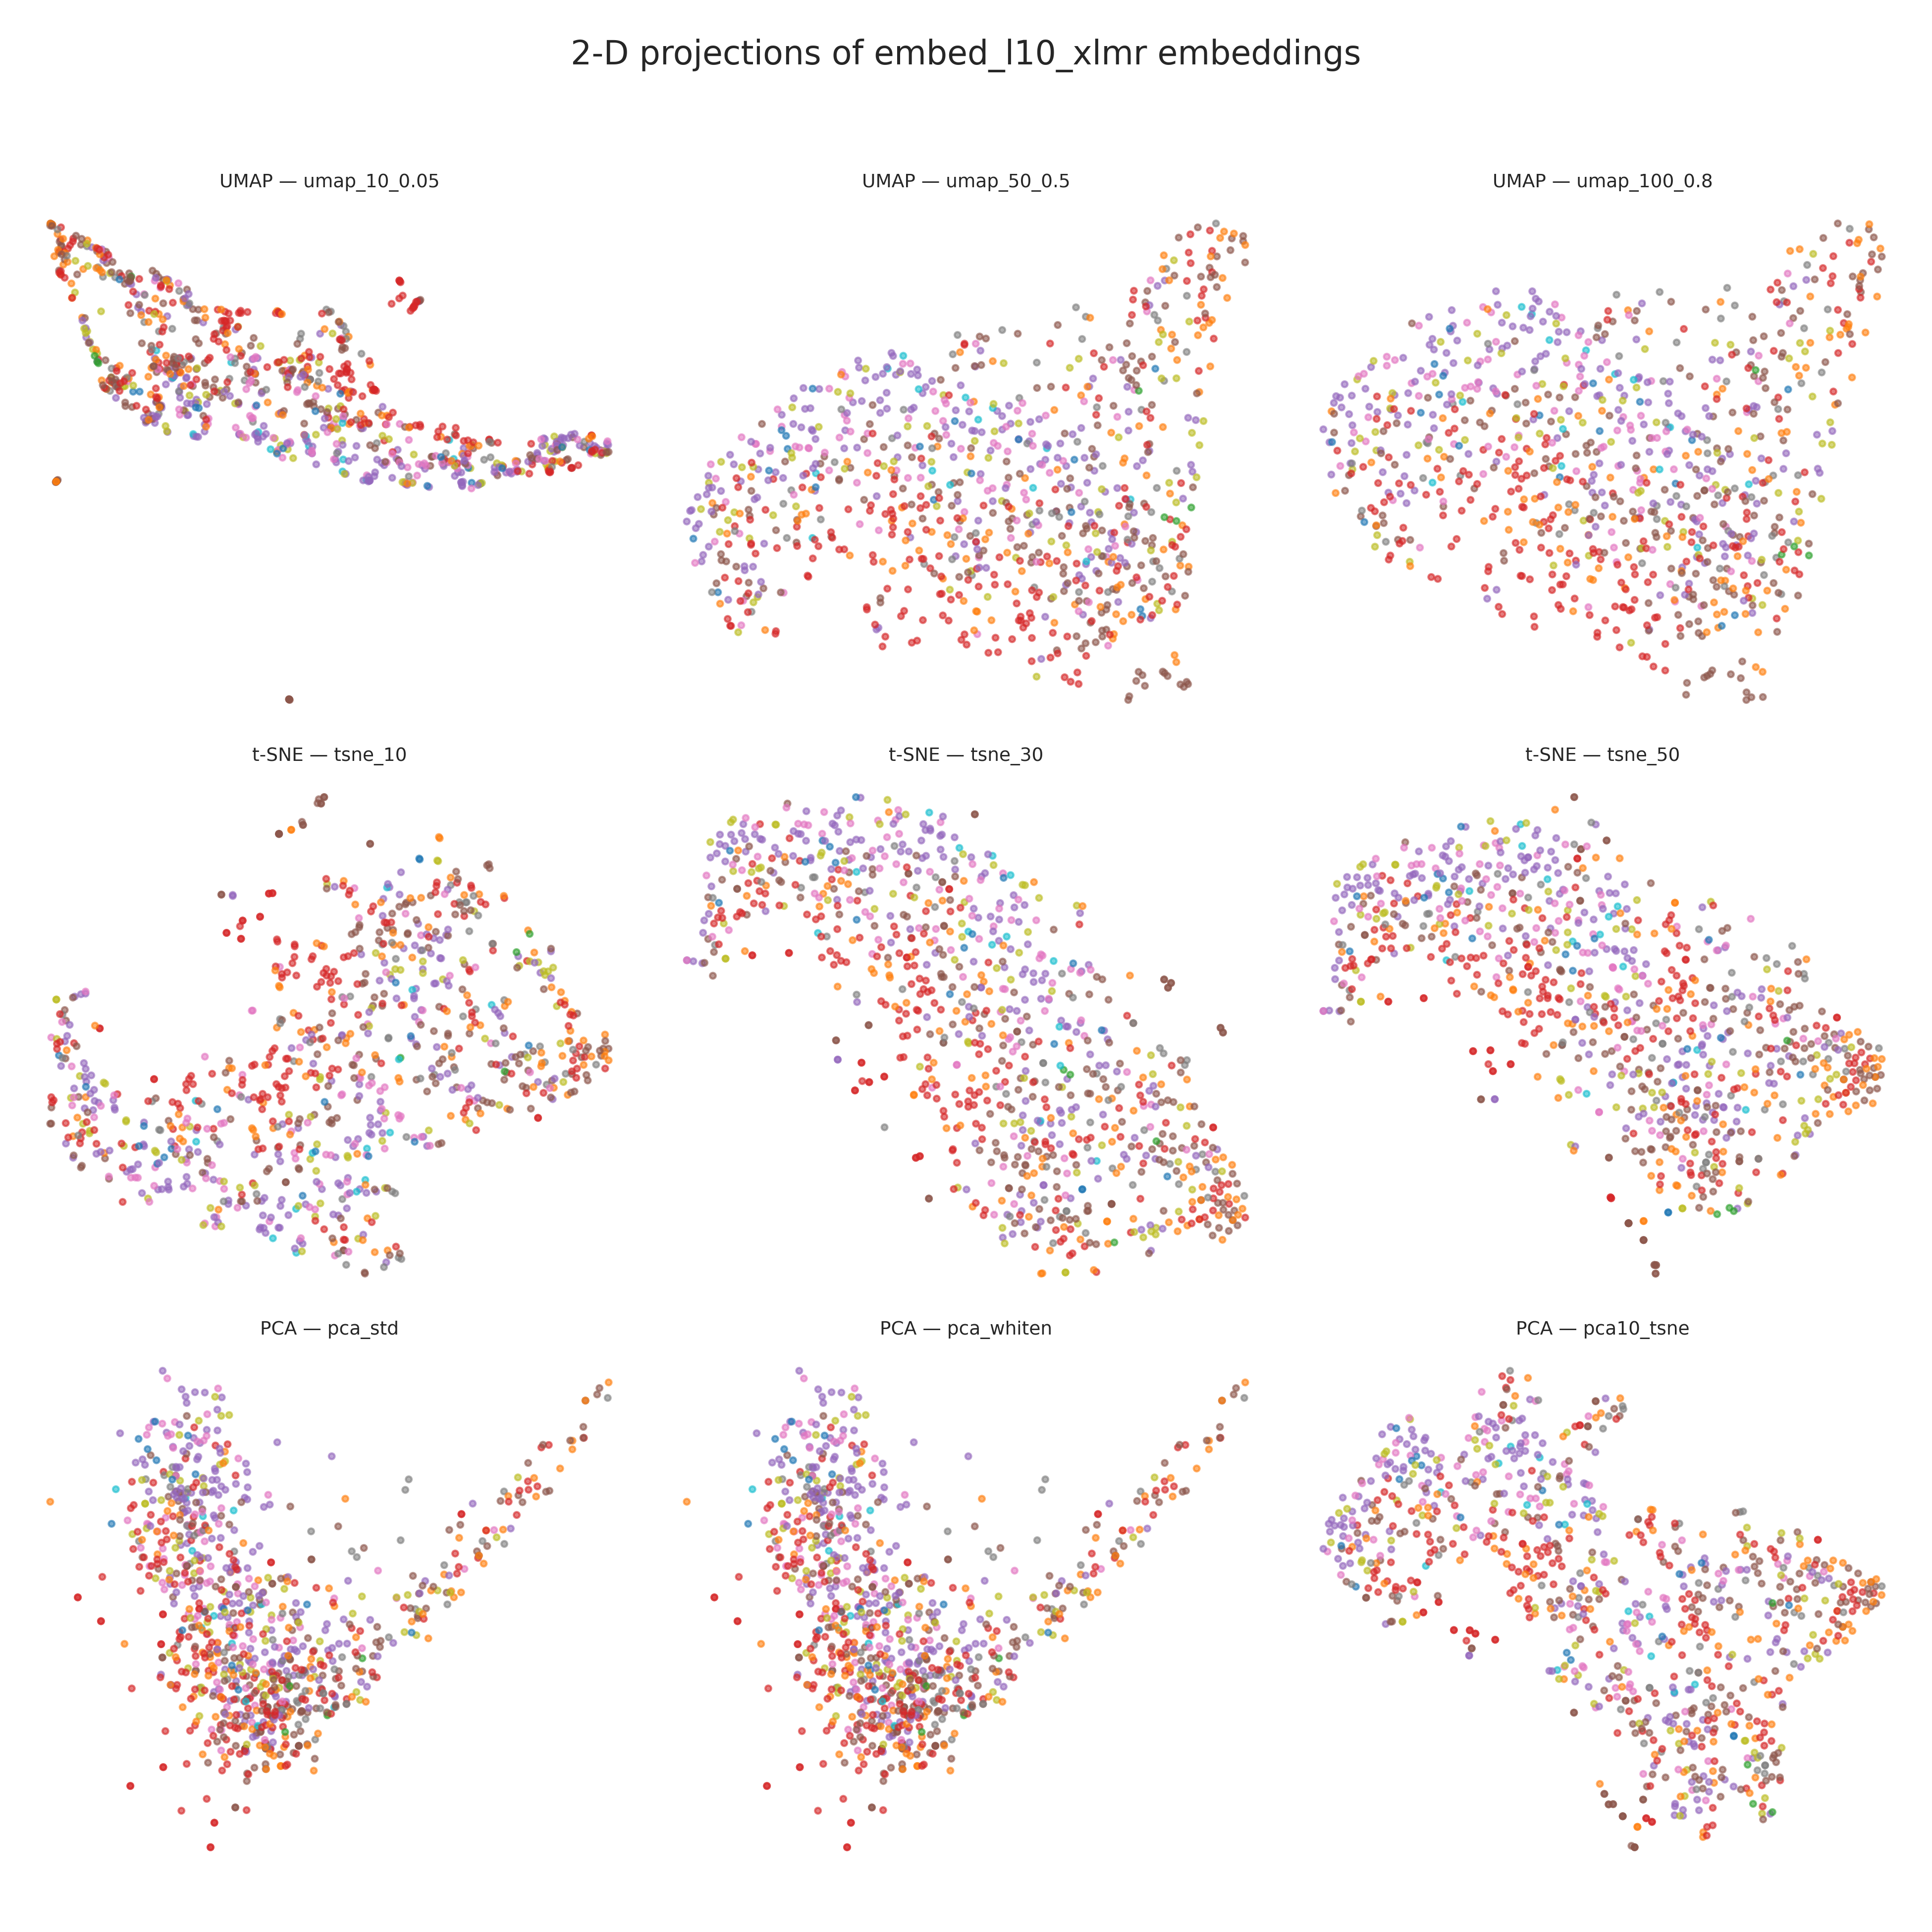 2-D projections of embed_l10_xlmr embeddings
UMAP — umap_10_0.05
UMAP — umap_50_0.5
UMAP — umap_100_0.8
t-SNE — tsne_10
t-SNE — tsne_30
t-SNE — tsne_50
PCA — pca_std
PCA — pca_whiten
PCA — pca10_tsne